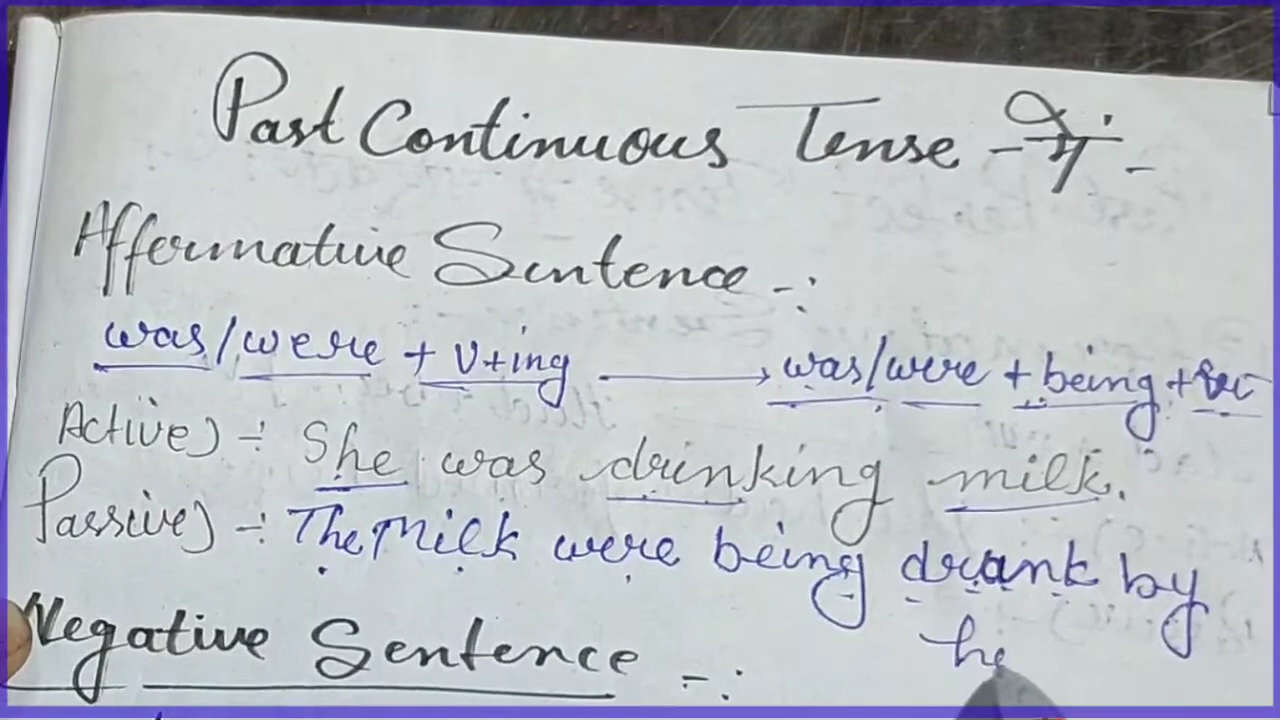 Past Continuous Tense में -
Affermative Sentence -:
was/were + V+ing → was/were + being +
Active) -: She was drinking milk.
Passive) -: The Milk were being drank by
he
Negative Sentence -: